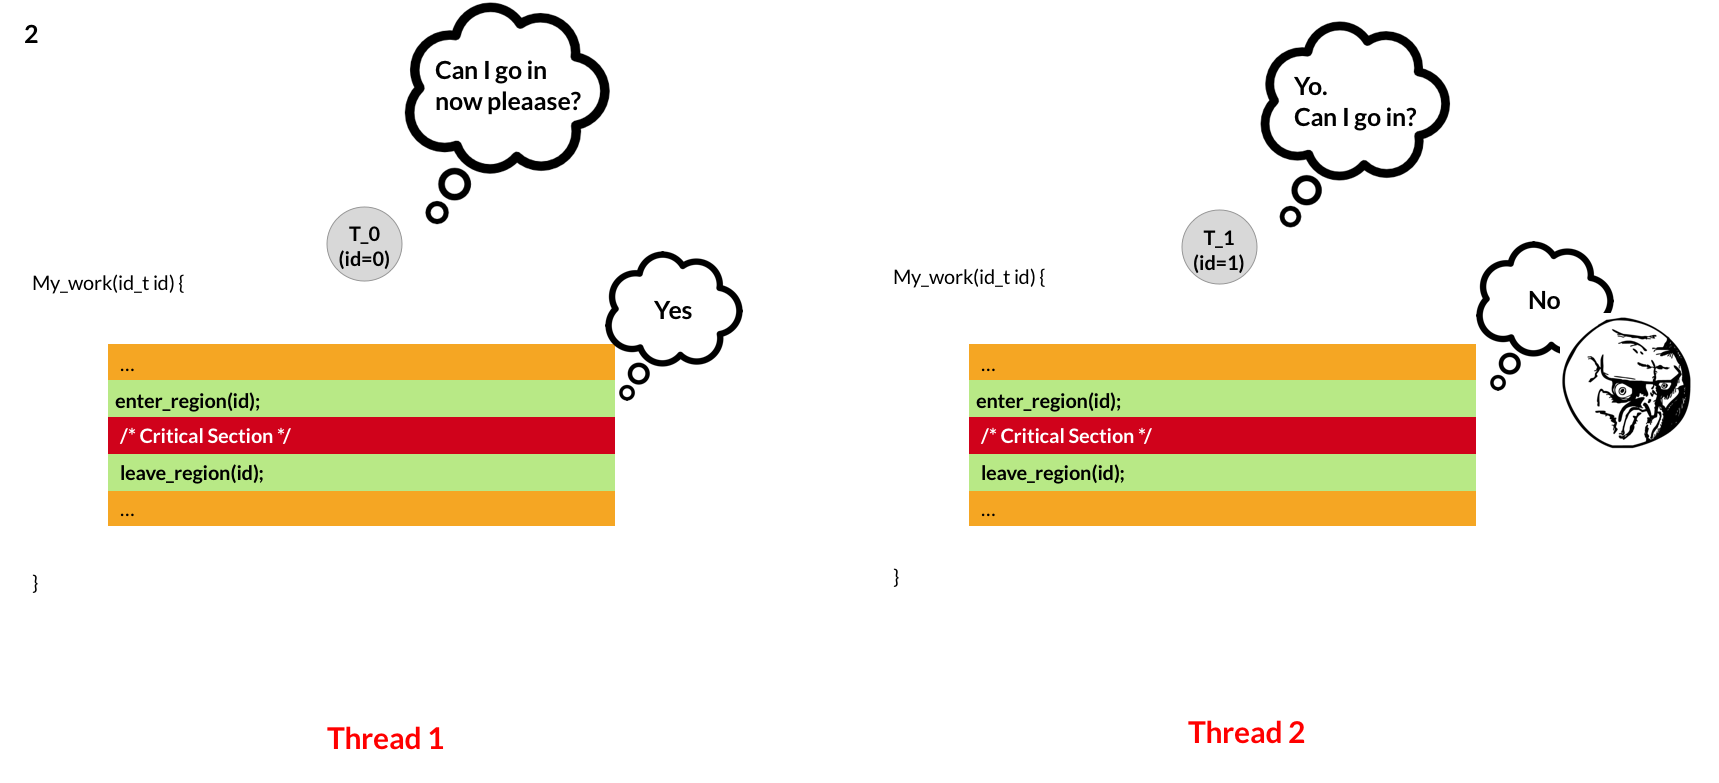 2
Can I go in
now pleaase?
T_0
(id=0)
My_work(id_t id) {
Yes
...
enter_region(id);
/* Critical Section */
leave_region(id);
...
}
Thread 1
Yo.
Can I go in?
T_1
(id=1)
My_work(id_t id) {
No
...
enter_region(id);
/* Critical Section */
leave_region(id);
...
}
Thread 2